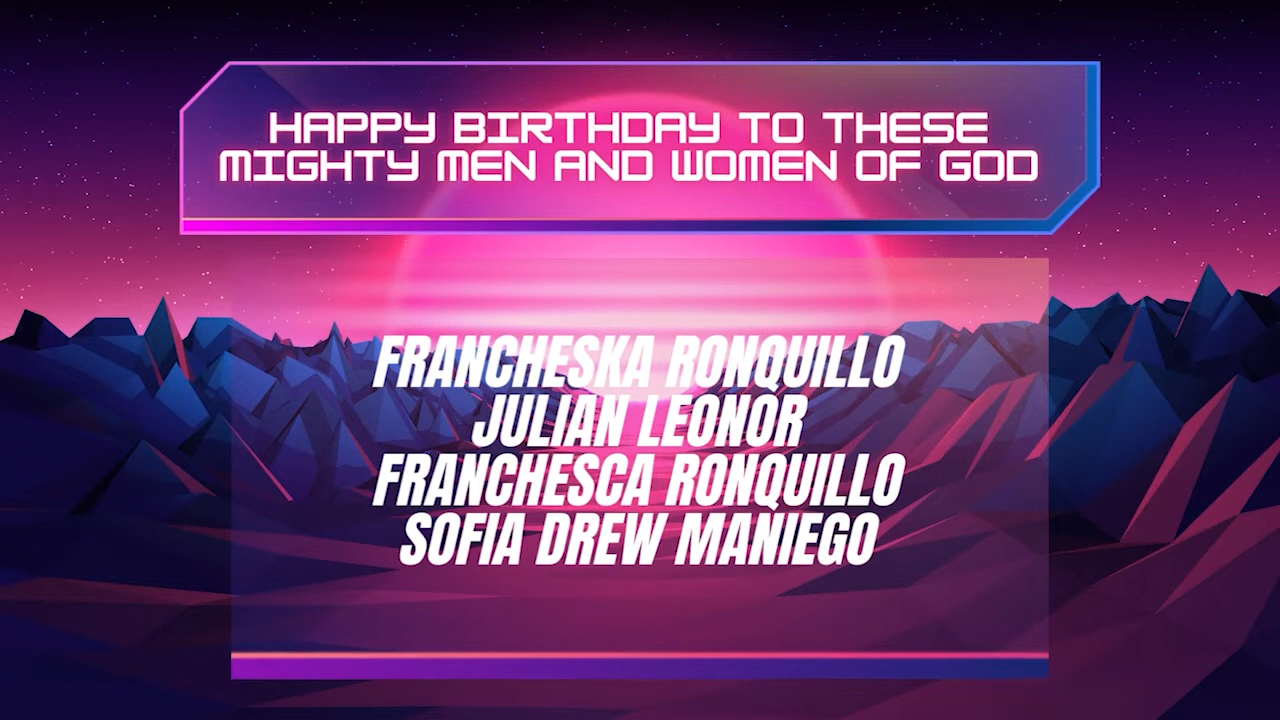 HAPPY BIRTHDAY TO THESE
MIGHTY MEN AND WOMEN OF GOD
FRANCHESKA RONQUILLO
JULIAN LEONOR
FRANCHESCA RONQUILLO
SOFIA DREW MANIEGO